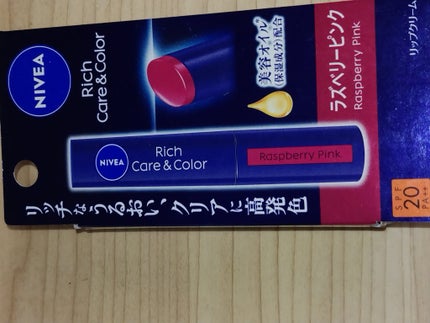 NIVEA
Rich
Care & Color
美容オイル
(保湿成分)配合
ラズベリーピンク
Raspberry Pink
リップクリーム
NIVEA
Rich
Care & Color
Raspberry Pink
リッチなうるおい、クリアに高発色
SPF
20
PA++